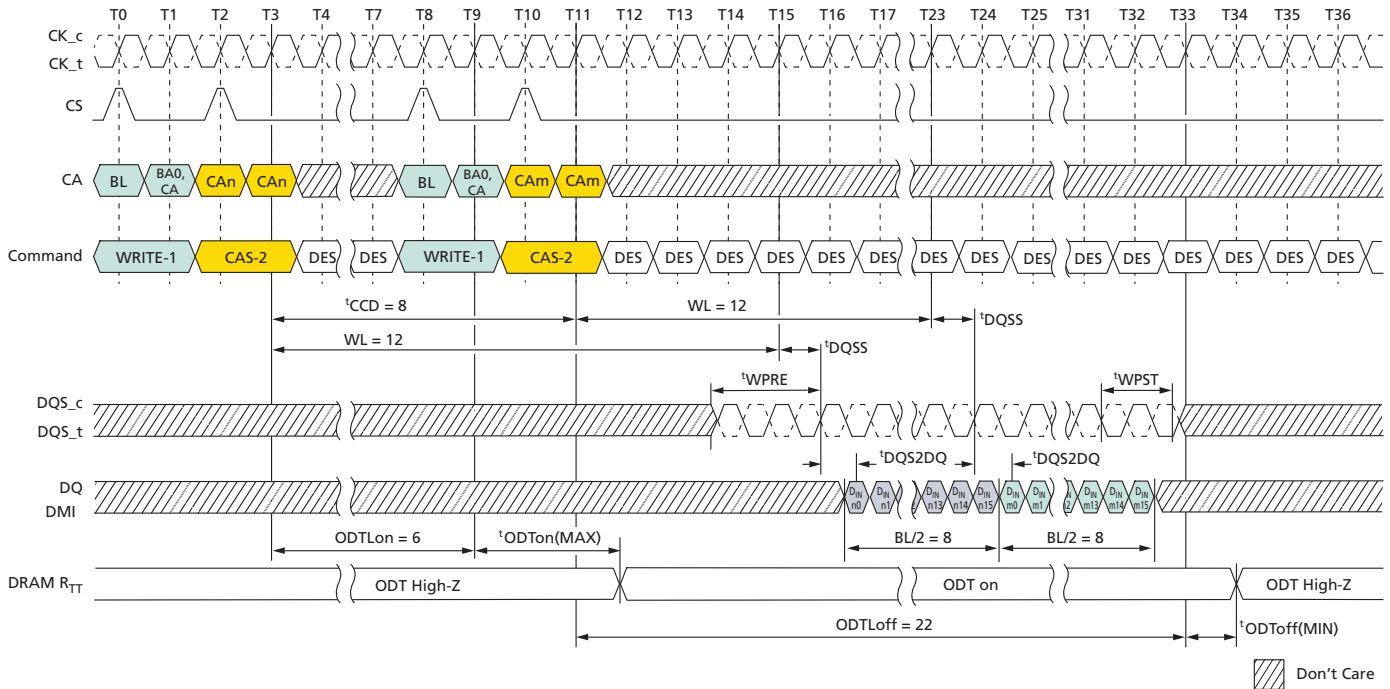 T0 T1 T2 T3 T4 T7 T8 T9 T10 T11 T12 T13 T14 T15 T16 T17 T23 T24 T25 T31 T32 T33 T34 T35 T36
CK_c
CK_t
CS
CA BL BA0, CA CAn CAn BL BA0, CA CAm CAm
Command WRITE-1 CAS-2 DES DES WRITE-1 CAS-2 DES DES DES DES DES DES DES DES DES DES DES DES DES DES DES
tCCD = 8 WL = 12 tDQSS
WL = 12 tDQSS
tWPRE tWPST
DQS_c
DQS_t
tDQS2DQ tDQS2DQ
DQ
DMI
DIN n0 DIN n1 DIN n13 DIN n14 DIN n15 DIN m0 DIN m1 DIN m13 DIN m14 DIN m15
BL/2 = 8 BL/2 = 8
ODTLon = 6 tODTon(MAX)
DRAM RTT ODT High-Z ODT on ODT High-Z
ODTLoff = 22 tODToff(MIN)
Don't Care